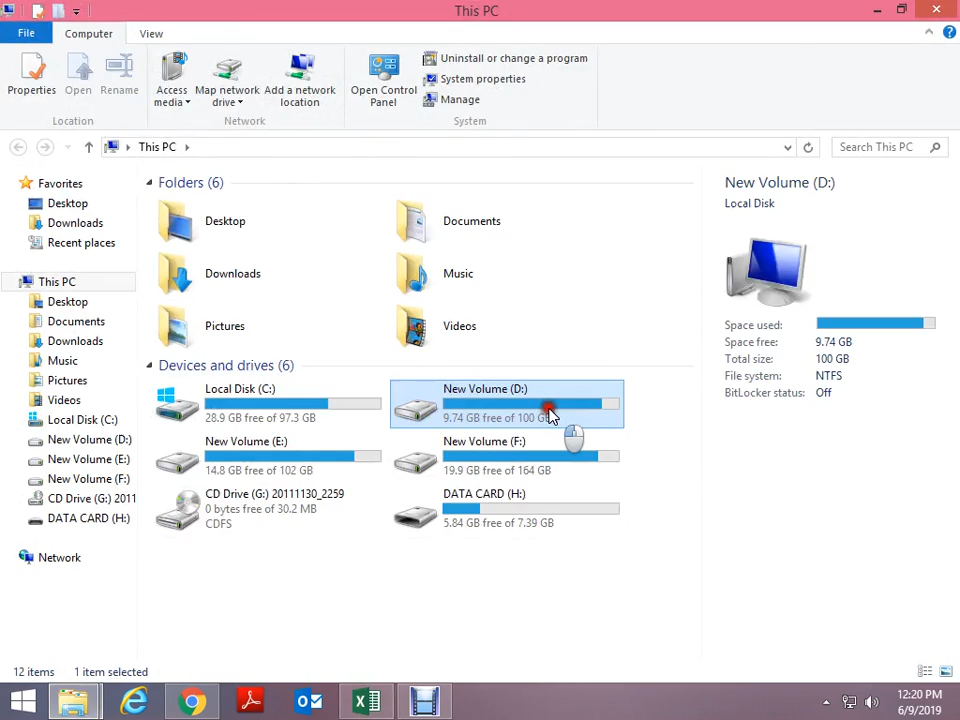 This PC
File
Computer
View
Properties
Open
Rename
Access media
Map network drive
Add a network location
Open Control Panel
Uninstall or change a program
System properties
Manage
Location
Network
System
This PC
Search This PC
Favorites
Desktop
Downloads
Recent places
This PC
Desktop
Documents
Downloads
Music
Pictures
Videos
Local Disk (C:)
New Volume (D:)
New Volume (E:)
New Volume (F:)
CD Drive (G:) 2011
DATA CARD (H:)
Network
Folders (6)
Desktop
Documents
Downloads
Music
Pictures
Videos
Devices and drives (6)
Local Disk (C:)
28.9 GB free of 97.3 GB
New Volume (D:)
9.74 GB free of 100 GB
New Volume (E:)
14.8 GB free of 102 GB
New Volume (F:)
19.9 GB free of 164 GB
CD Drive (G:) 20111130_2259
0 bytes free of 30.2 MB
CDFS
DATA CARD (H:)
5.84 GB free of 7.39 GB
New Volume (D:)
Local Disk
Space used:
Space free: 9.74 GB
Total size: 100 GB
File system: NTFS
BitLocker status: Off
12 items 1 item selected
12:20 PM
6/9/2019